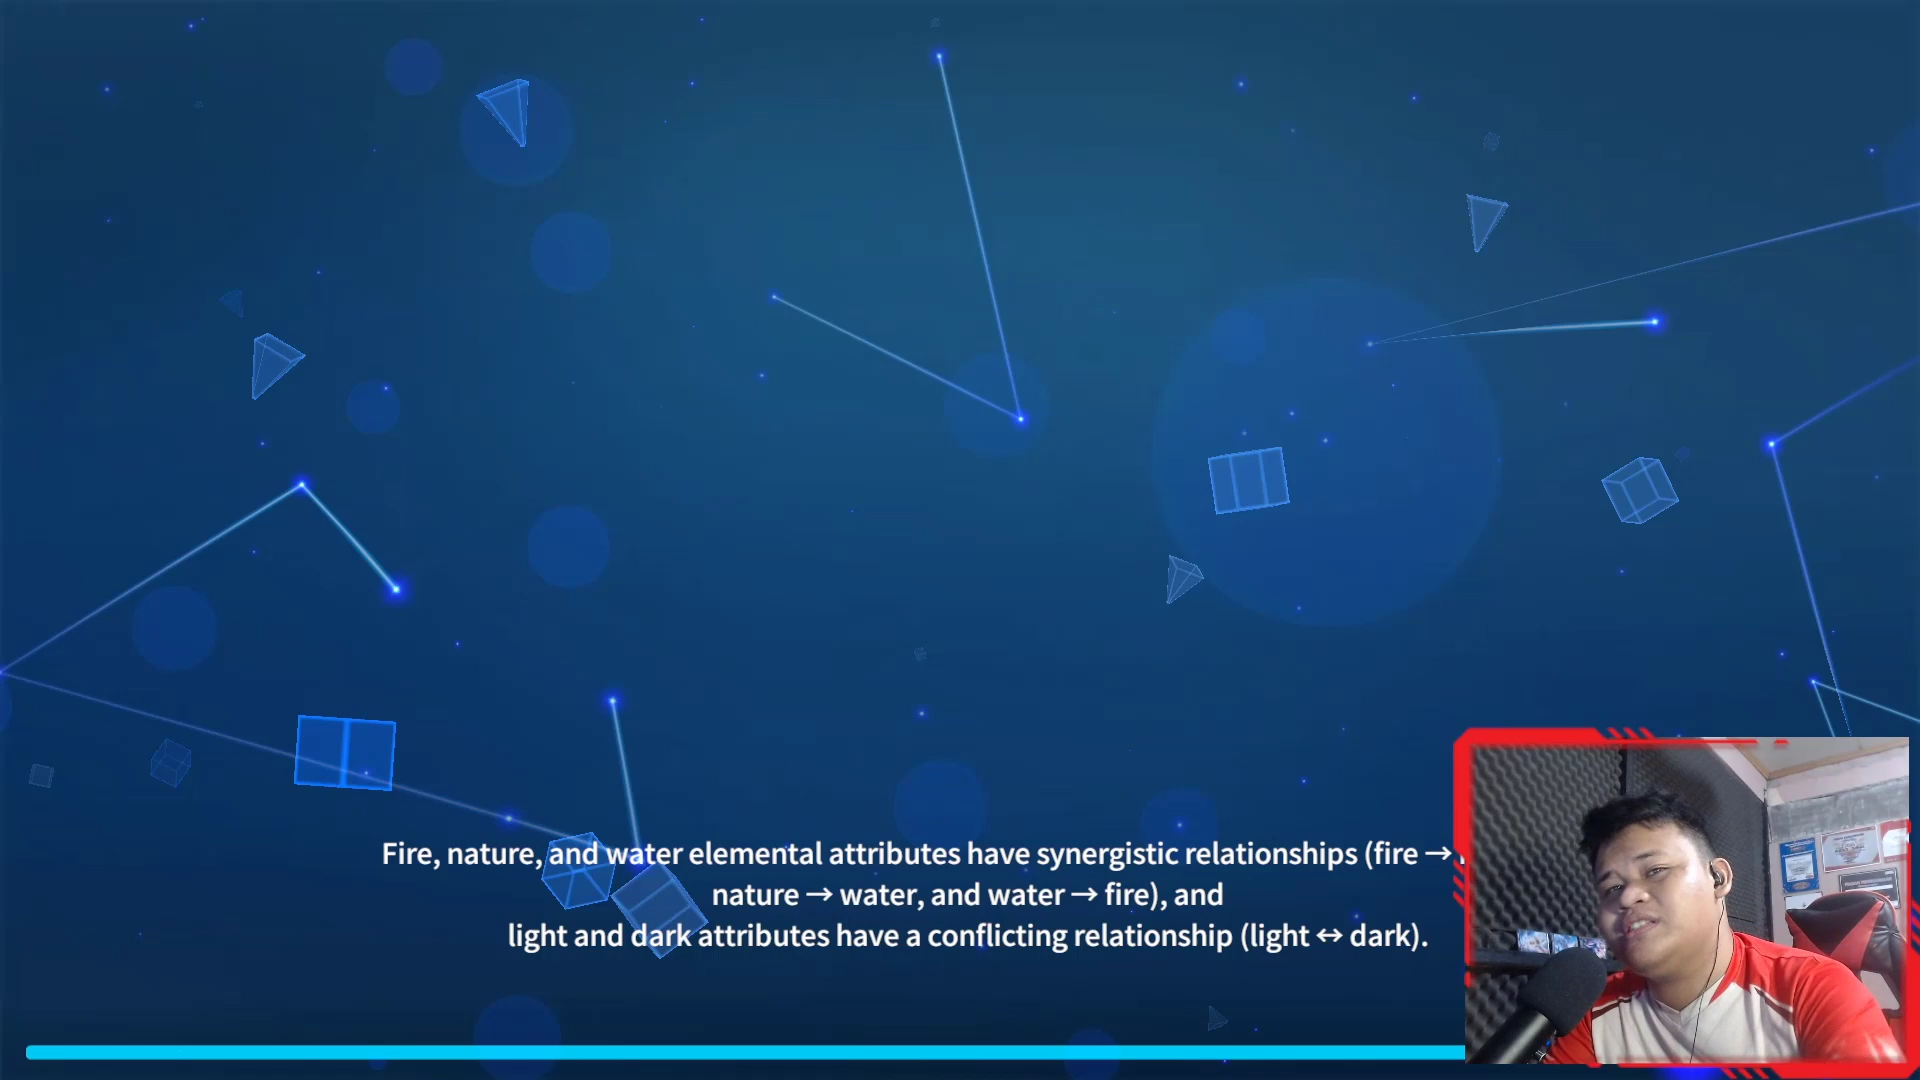 Fire, nature, and water elemental attributes have synergistic relationships (fire →
nature → water, and water → fire), and
light and dark attributes have a conflicting relationship (light ↔ dark).